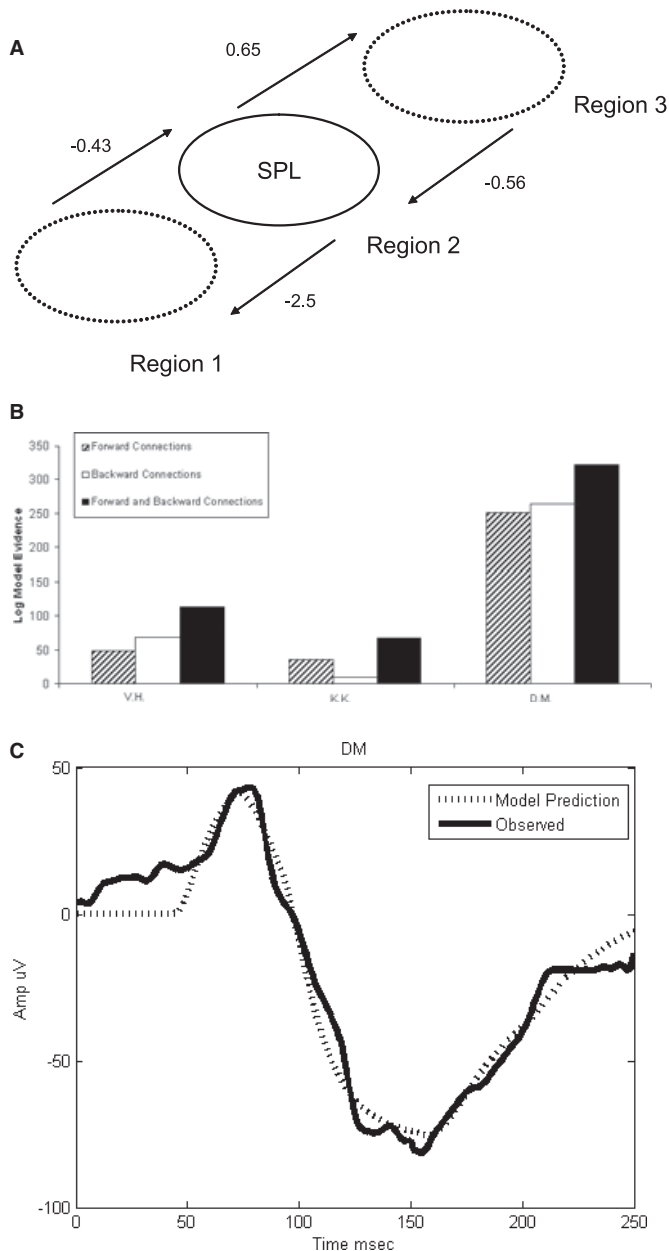 A
0.65
Region 3
-0.43
SPL
-0.56
Region 2
-2.5
Region 1
B
350
300
250
200
150
100
50
0
Log Model Evidence
Forward Connections
Backward Connections
Forward and Backward Connections
V.H.
K.K.
D.M.
C
DM
50
0
-50
-100
Amp uV
Model Prediction
Observed
0 50 100 150 200 250
Time msec